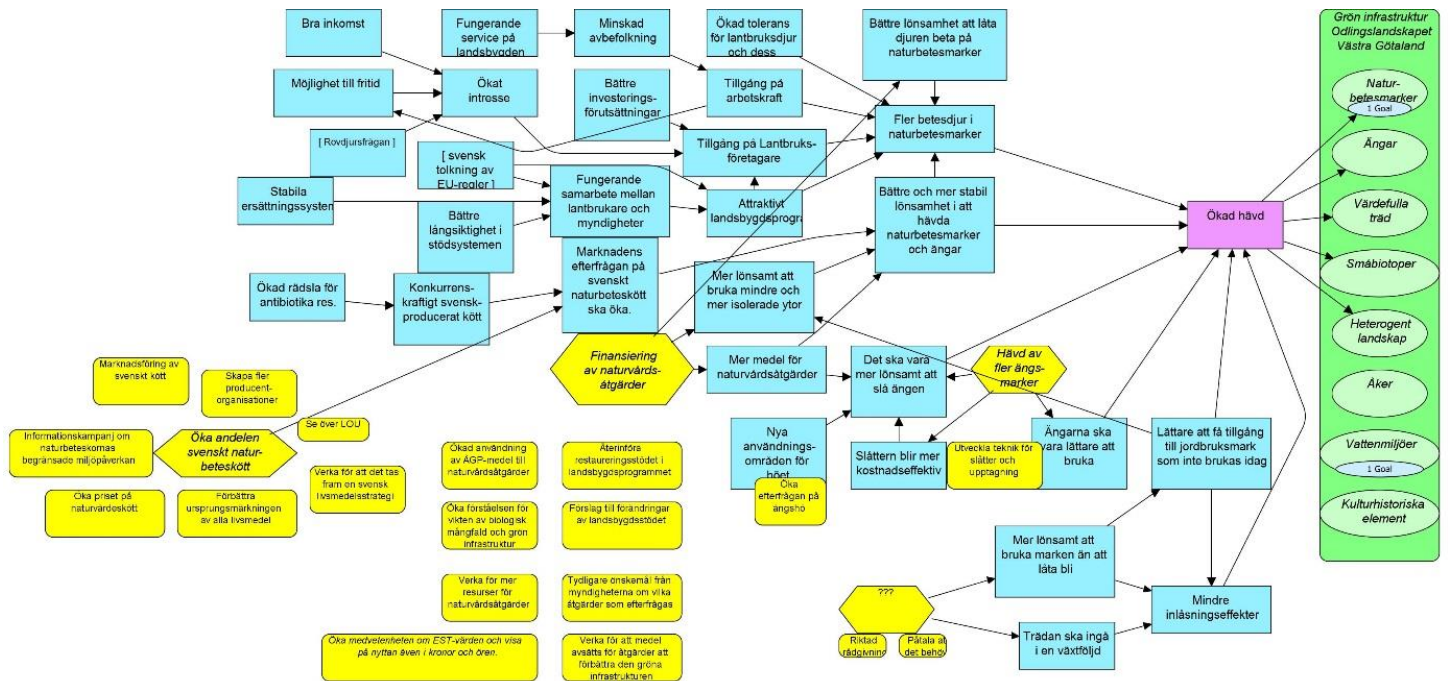 Bra inkomst
Fungerande
service på
landsbygden
Minskad
avbefolkning
Ökad tolerans
för lantbruksdjur
och dess
Bättre lönsamhet att låta
djuren beta på
naturbetesmarker
Grön infrastruktur
Odlingslandskapet
Västra Götaland
Möjlighet till fritid
Ökat
intresse
Bättre
investerings-
förutsättningar
Tillgång på
arbetskraft
Fler betesdjur i
naturbetesmarker
Natur-
betesmarker
1 Goal
[ Rovdjursfrågan ]
[ svensk
tolkning av
EU-regler ]
Tillgång på Lantbruks-
företagare
Ängar
Stabila
ersättningssystem
Fungerande
samarbete mellan
lantbrukare och
myndigheter
Attraktivt
landsbygdsprogra
Bättre och mer stabil
lönsamhet i att
hävda
naturbetesmarker
och ängar
Ökad hävd
Värdefulla
träd
Bättre
långsiktighet i
stödsystemen
Marknadens
efterfrågan på
svenskt
naturbeteskött
ska öka.
Mer lönsamt att
bruka mindre och
mer isolerade ytor
Småbiotoper
Ökad rädsla för
antibiotika res.
Konkurrens-
kraftigt svensk-
producerat kött
Heterogent
landskap
Marknadsföring av
svenskt kött
Skapa fler
producent-
organisationer
Finansiering
av naturvårds-
åtgärder
Mer medel för
naturvårdsåtgärder
Det ska vara
mer lönsamt att
slå ängen
Hävd av
fler ängs-
marker
Åker
Informationskampanj om
naturbeteskornas
begränsade miljöpåverkan
Öka andelen
svenskt natur-
beteskött
Se över LOU
Verka för att det tas
fram en svensk
livsmedelsstrategi
Ökad användning
av ÅGP-medel till
naturvårdsåtgärder
Återinföra
restaureringsstödet i
landsbygdsprogrammet
Nya
användnings-
områden för
höet
Öka
efterfrågan på
ängshö
Slåttern blir mer
kostnadseffektiv
Utveckla teknik för
slåtter och
upptagning
Ängarna ska
vara lättare att
bruka
Lättare att få tillgång
till jordbruksmark
som inte brukas idag
Vattenmiljöer
1 Goal
Öka priset på
naturvärdeskött
Förbättra
ursprungsmärkningen
av alla livsmedel
Öka förståelsen för
vikten av biologisk
mångfald och grön
infrastruktur
Förslag till förändringar
av landsbygdsstödet
Kulturhistoriska
element
Mer lönsamt att
bruka marken än att
låta bli
Verka för mer
resurser för
naturvårdsåtgärder
Tydligare önskemål från
myndigheterna om vilka
åtgärder som efterfrågas
???
Riktad
rådgivning
Påtala at
det behöv
Mindre
inlåsningseffekter
Trädan ska ingå
i en växtföljd
Öka medvetenheten om EST-värden och visa
på nyttan även i kronor och ören.
Verka för att medel
avsätts för åtgärder att
förbättra den gröna
infrastrukturen